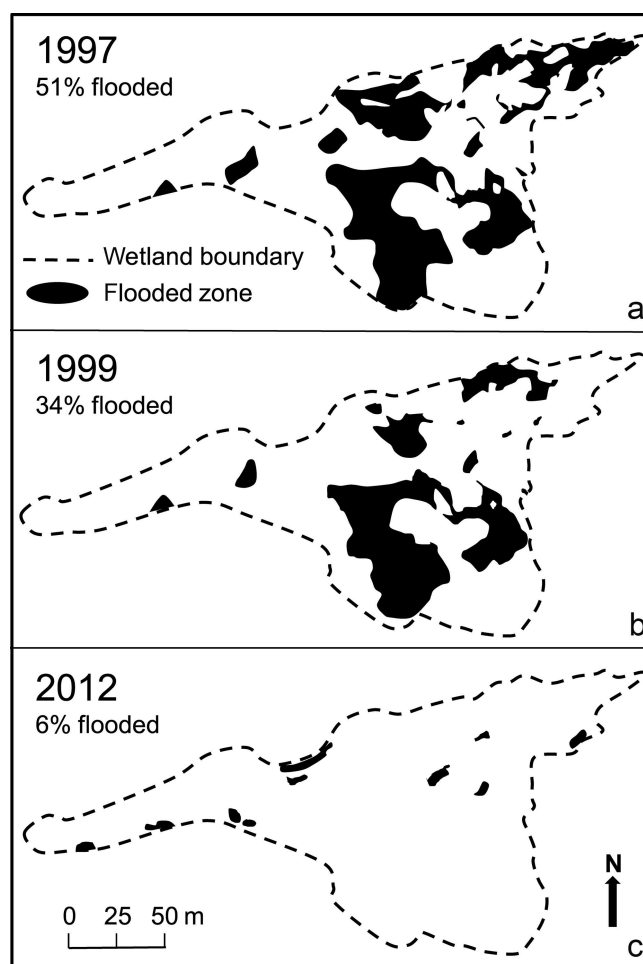 1997
51% flooded
Wetland boundary
Flooded zone
a
1999
34% flooded
b
2012
6% flooded
N
0 25 50 m
c